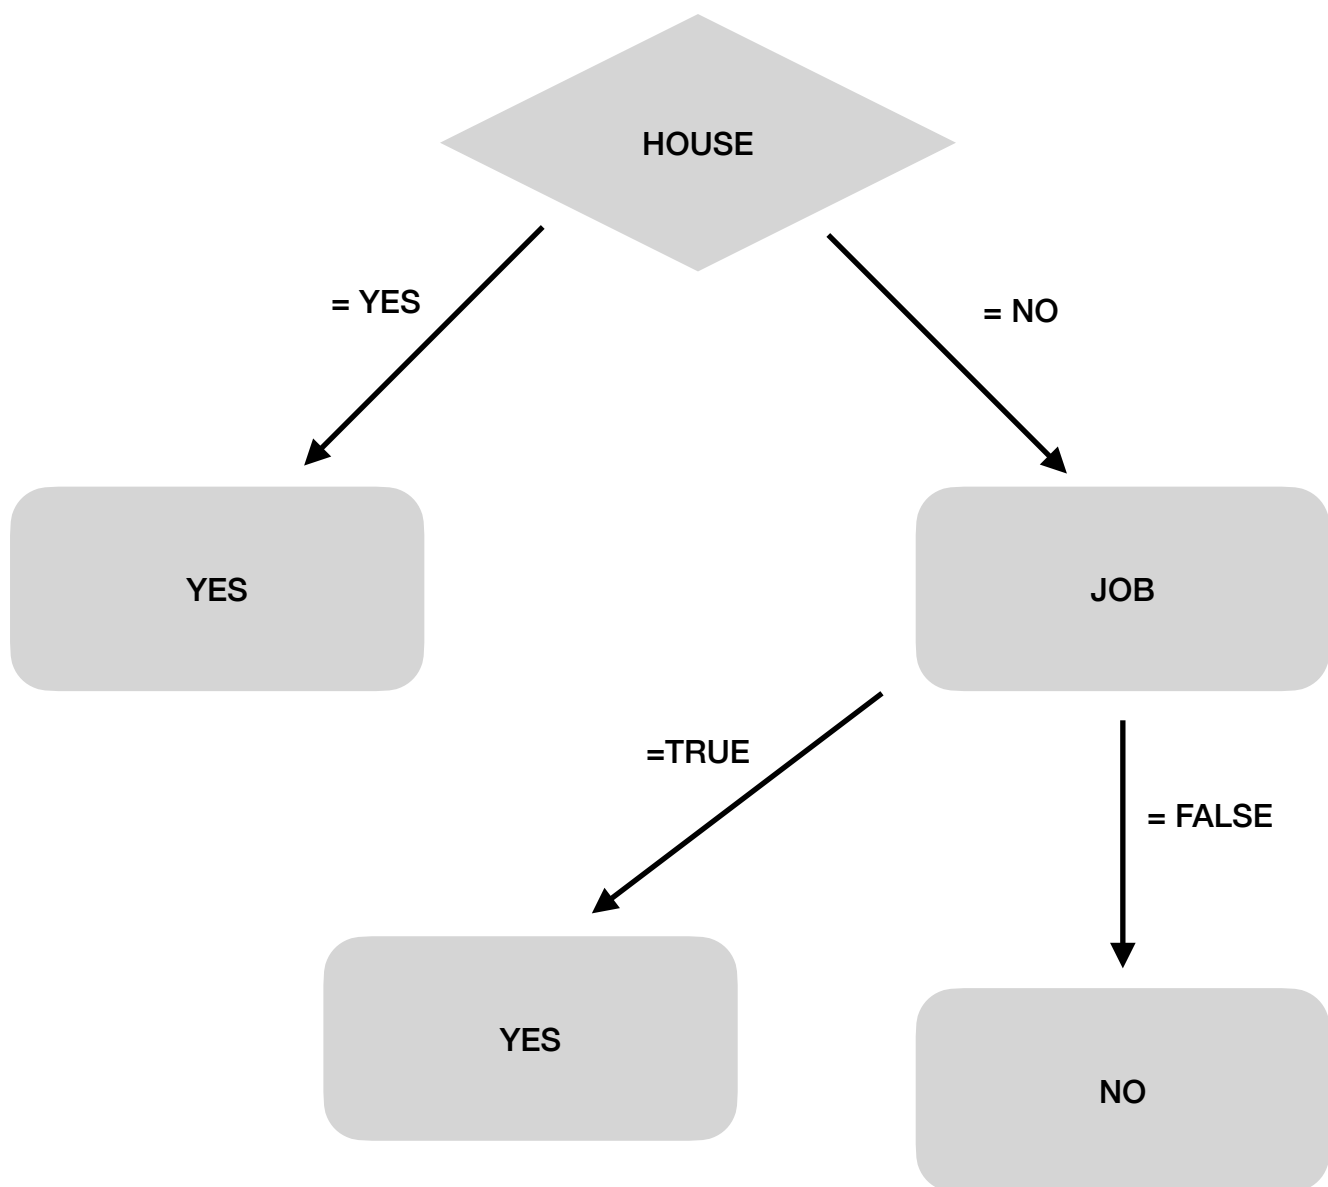 HOUSE
= YES
= NO
YES
JOB
=TRUE
= FALSE
YES
NO